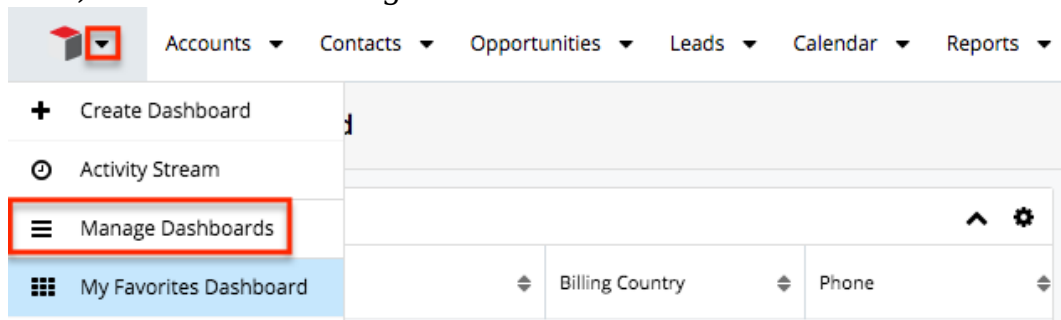 Accounts Contacts Opportunities Leads Calendar Reports
Create Dashboard
d
Activity Stream
Manage Dashboards
My Favorites Dashboard Billing Country Phone